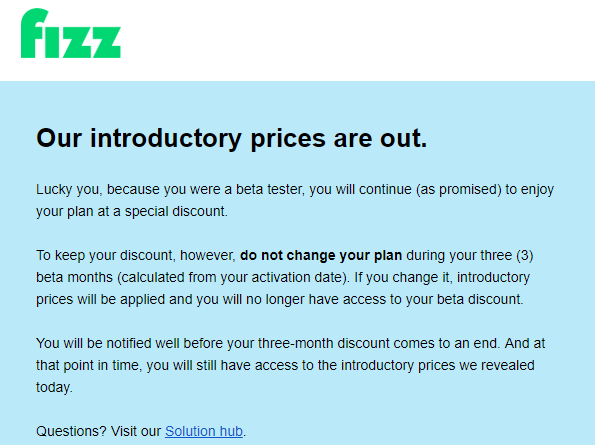 fizz
Our introductory prices are out.
Lucky you, because you were a beta tester, you will continue (as promised) to enjoy
your plan at a special discount.
To keep your discount, however, do not change your plan during your three (3)
beta months (calculated from your activation date). If you change it, introductory
prices will be applied and you will no longer have access to your beta discount.
You will be notified well before your three-month discount comes to an end. And at
that point in time, you will still have access to the introductory prices we revealed
today.
Questions? Visit our Solution hub.